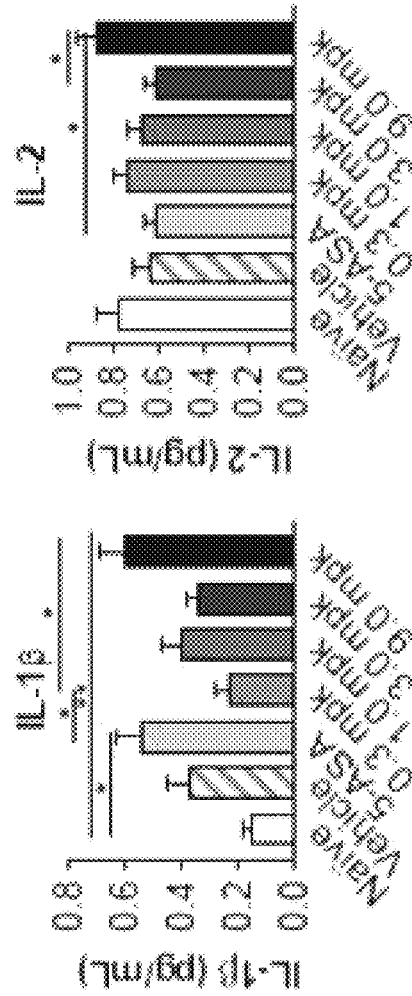 IL-1β
IL-1β (pg/mL)
0.8
0.6
0.4
0.2
0.0
Naïve
Vehicle
5-ASA
0.3 mpk
1.0 mpk
3.0 mpk
9.0 mpk
*
*
**
*
IL-2
IL-2 (pg/mL)
1.0
0.8
0.6
0.4
0.2
0.0
Naïve
Vehicle
5-ASA
0.3 mpk
1.0 mpk
3.0 mpk
9.0 mpk
*
*